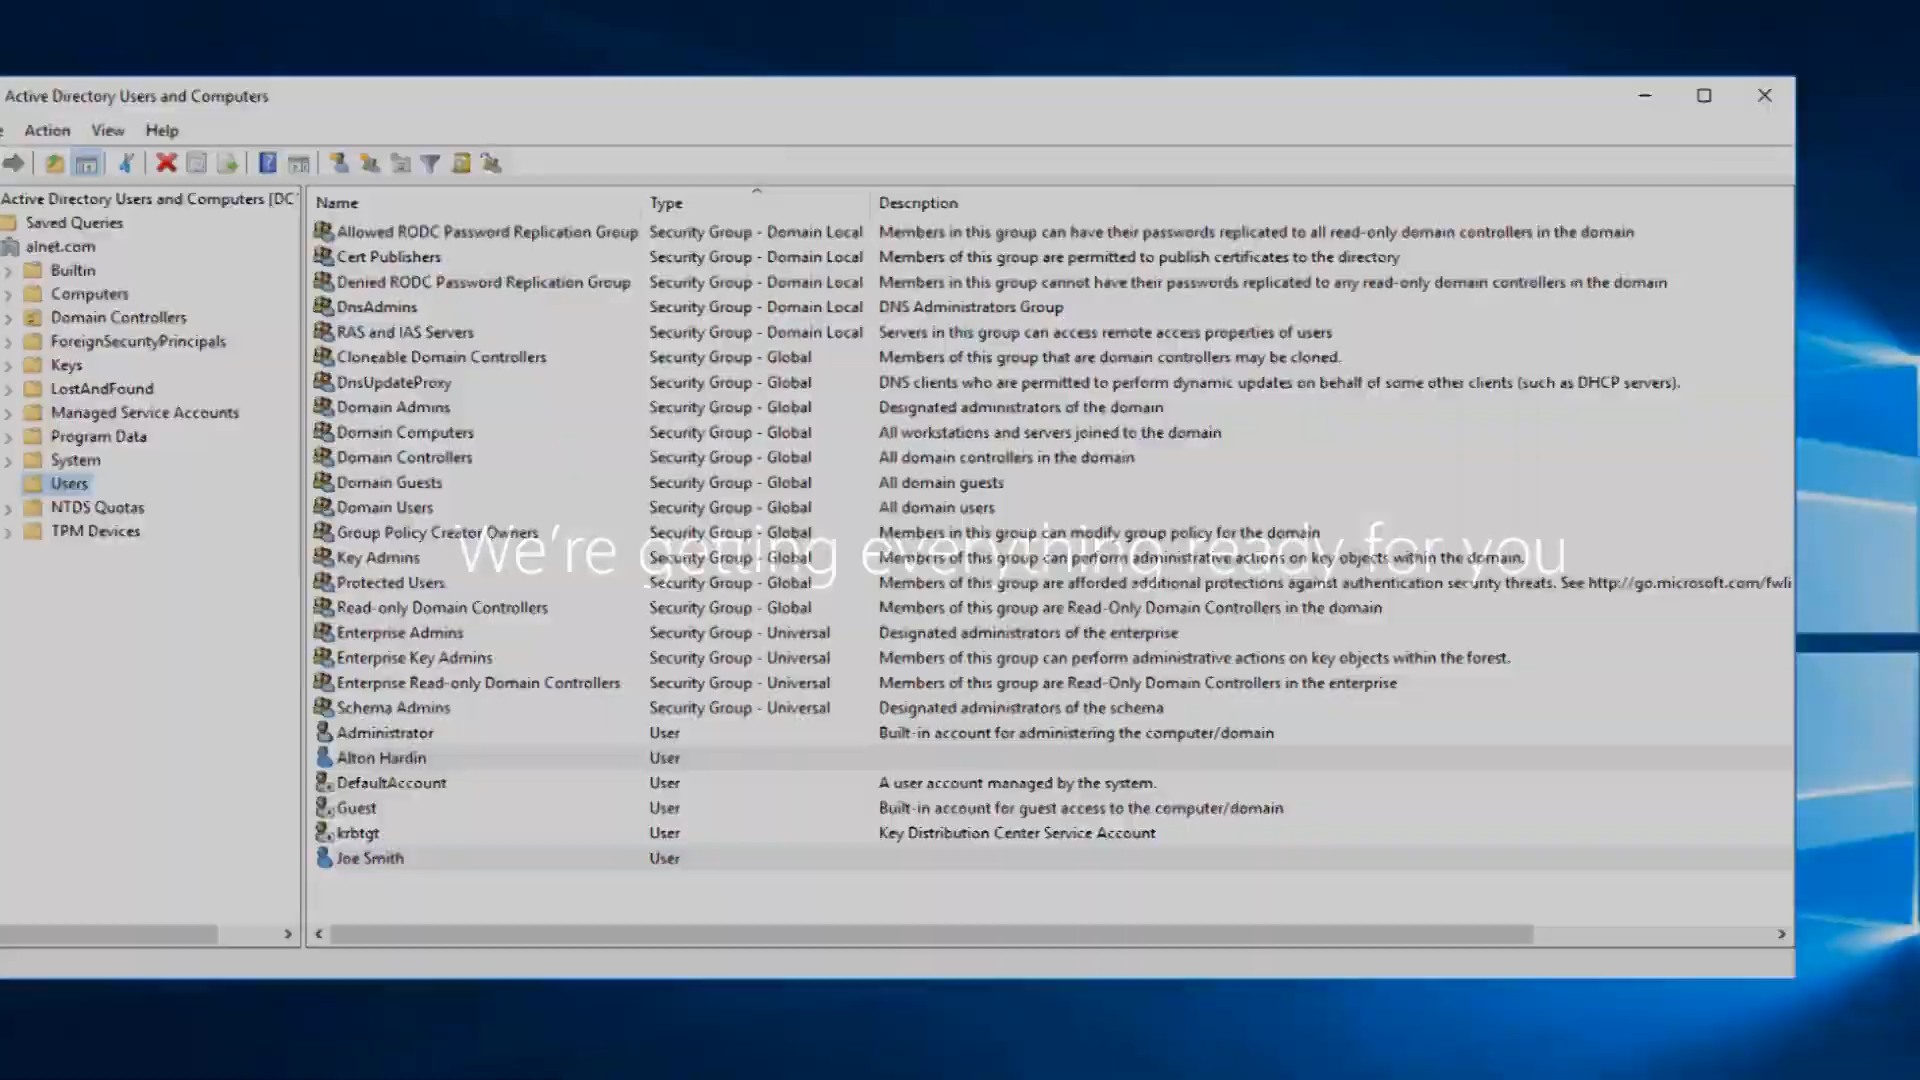 Active Directory Users and Computers
Action View Help
Active Directory Users and Computers [DC
Saved Queries
alnet.com
Builtin
Computers
Domain Controllers
ForeignSecurityPrincipals
Keys
LostAndFound
Managed Service Accounts
Program Data
System
Users
NTDS Quotas
TPM Devices
Name Type Description
Allowed RODC Password Replication Group Security Group - Domain Local Members in this group can have their passwords replicated to all read-only domain controllers in the domain
Cert Publishers Security Group - Domain Local Members of this group are permitted to publish certificates to the directory
Denied RODC Password Replication Group Security Group - Domain Local Members in this group cannot have their passwords replicated to any read-only domain controllers in the domain
DnsAdmins Security Group - Domain Local DNS Administrators Group
RAS and IAS Servers Security Group - Domain Local Servers in this group can access remote access properties of users
Cloneable Domain Controllers Security Group - Global Members of this group that are domain controllers may be cloned.
DnsUpdateProxy Security Group - Global DNS clients who are permitted to perform dynamic updates on behalf of some other clients (such as DHCP servers).
Domain Admins Security Group - Global Designated administrators of the domain
Domain Computers Security Group - Global All workstations and servers joined to the domain
Domain Controllers Security Group - Global All domain controllers in the domain
Domain Guests Security Group - Global All domain guests
Domain Users Security Group - Global All domain users
Group Policy Creator Owners Security Group - Global Members in this group can modify group policy for the domain
We're getting everything ready for you
Key Admins Security Group - Global Members of this group can perform administrative actions on key objects within the domain.
Protected Users Security Group - Global Members of this group are afforded additional protections against authentication security threats. See http://go.microsoft.com/fwli
Read-only Domain Controllers Security Group - Global Members of this group are Read-Only Domain Controllers in the domain
Enterprise Admins Security Group - Universal Designated administrators of the enterprise
Enterprise Key Admins Security Group - Universal Members of this group can perform administrative actions on key objects within the forest.
Enterprise Read-only Domain Controllers Security Group - Universal Members of this group are Read-Only Domain Controllers in the enterprise
Schema Admins Security Group - Universal Designated administrators of the schema
Administrator User Built-in account for administering the computer/domain
Alton Hardin User
DefaultAccount User A user account managed by the system.
Guest User Built-in account for guest access to the computer/domain
krbtgt User Key Distribution Center Service Account
Joe Smith User